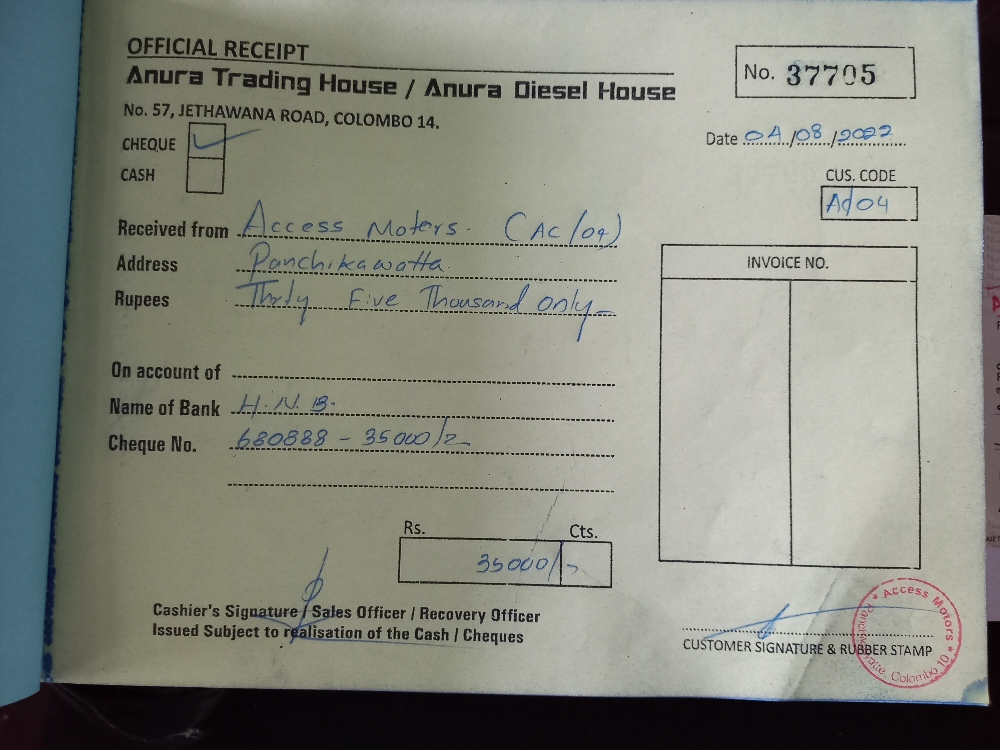 OFFICIAL RECEIPT
Anura Trading House / Anura Diesel House
No. 37705
No. 57, JETHAWANA ROAD, COLOMBO 14.
Date 04/08/2022
CHEQUE
CASH
CUS. CODE
A/04
Received from Access Motors. (AC/04)
Address Panchikawatta
Rupees Thirty Five Thousand Only
INVOICE NO.
On account of
Name of Bank H.N.B.
Cheque No. 680888 - 35000/=
Rs. Cts.
35000/=
Cashier's Signature / Sales Officer / Recovery Officer
Issued Subject to realisation of the Cash / Cheques
CUSTOMER SIGNATURE & RUBBER STAMP
* Access Motors *
Colombo 10